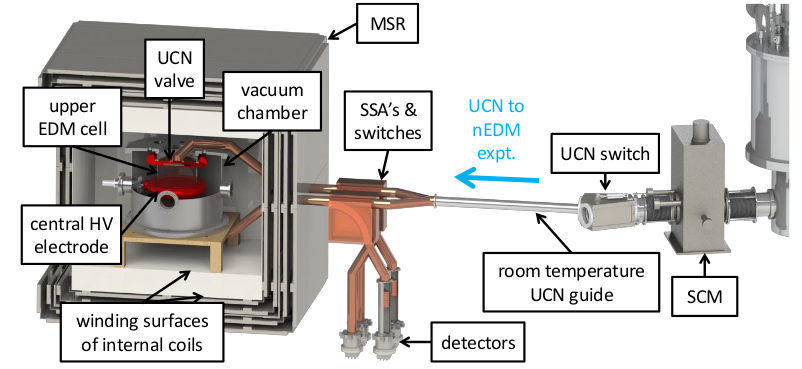 MSR
UCN
valve
upper
EDM cell
vacuum
chamber
SSA's &
switches
UCN to
nEDM
expt.
UCN switch
central HV
electrode
room temperature
UCN guide
SCM
winding surfaces
of internal coils
detectors